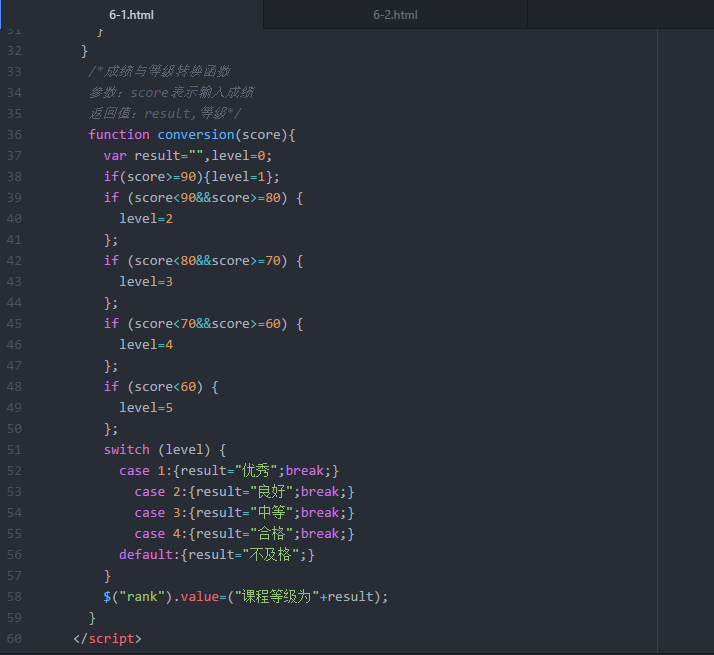 6-1.html
6-2.html
31 }
32 }
33 /*成绩与等级转换函数
34 参数：score表示输入成绩
35 返回值：result,等级*/
36 function conversion(score){
37 var result="",level=0;
38 if(score>=90){level=1};
39 if (score<90&&score>=80) {
40 level=2
41 };
42 if (score<80&&score>=70) {
43 level=3
44 };
45 if (score<70&&score>=60) {
46 level=4
47 };
48 if (score<60) {
49 level=5
50 };
51 switch (level) {
52 case 1:{result="优秀";break;}
53 case 2:{result="良好";break;}
54 case 3:{result="中等";break;}
55 case 4:{result="合格";break;}
56 default:{result="不及格";}
57 }
58 $("rank").value=("课程等级为"+result);
59 }
60 </script>